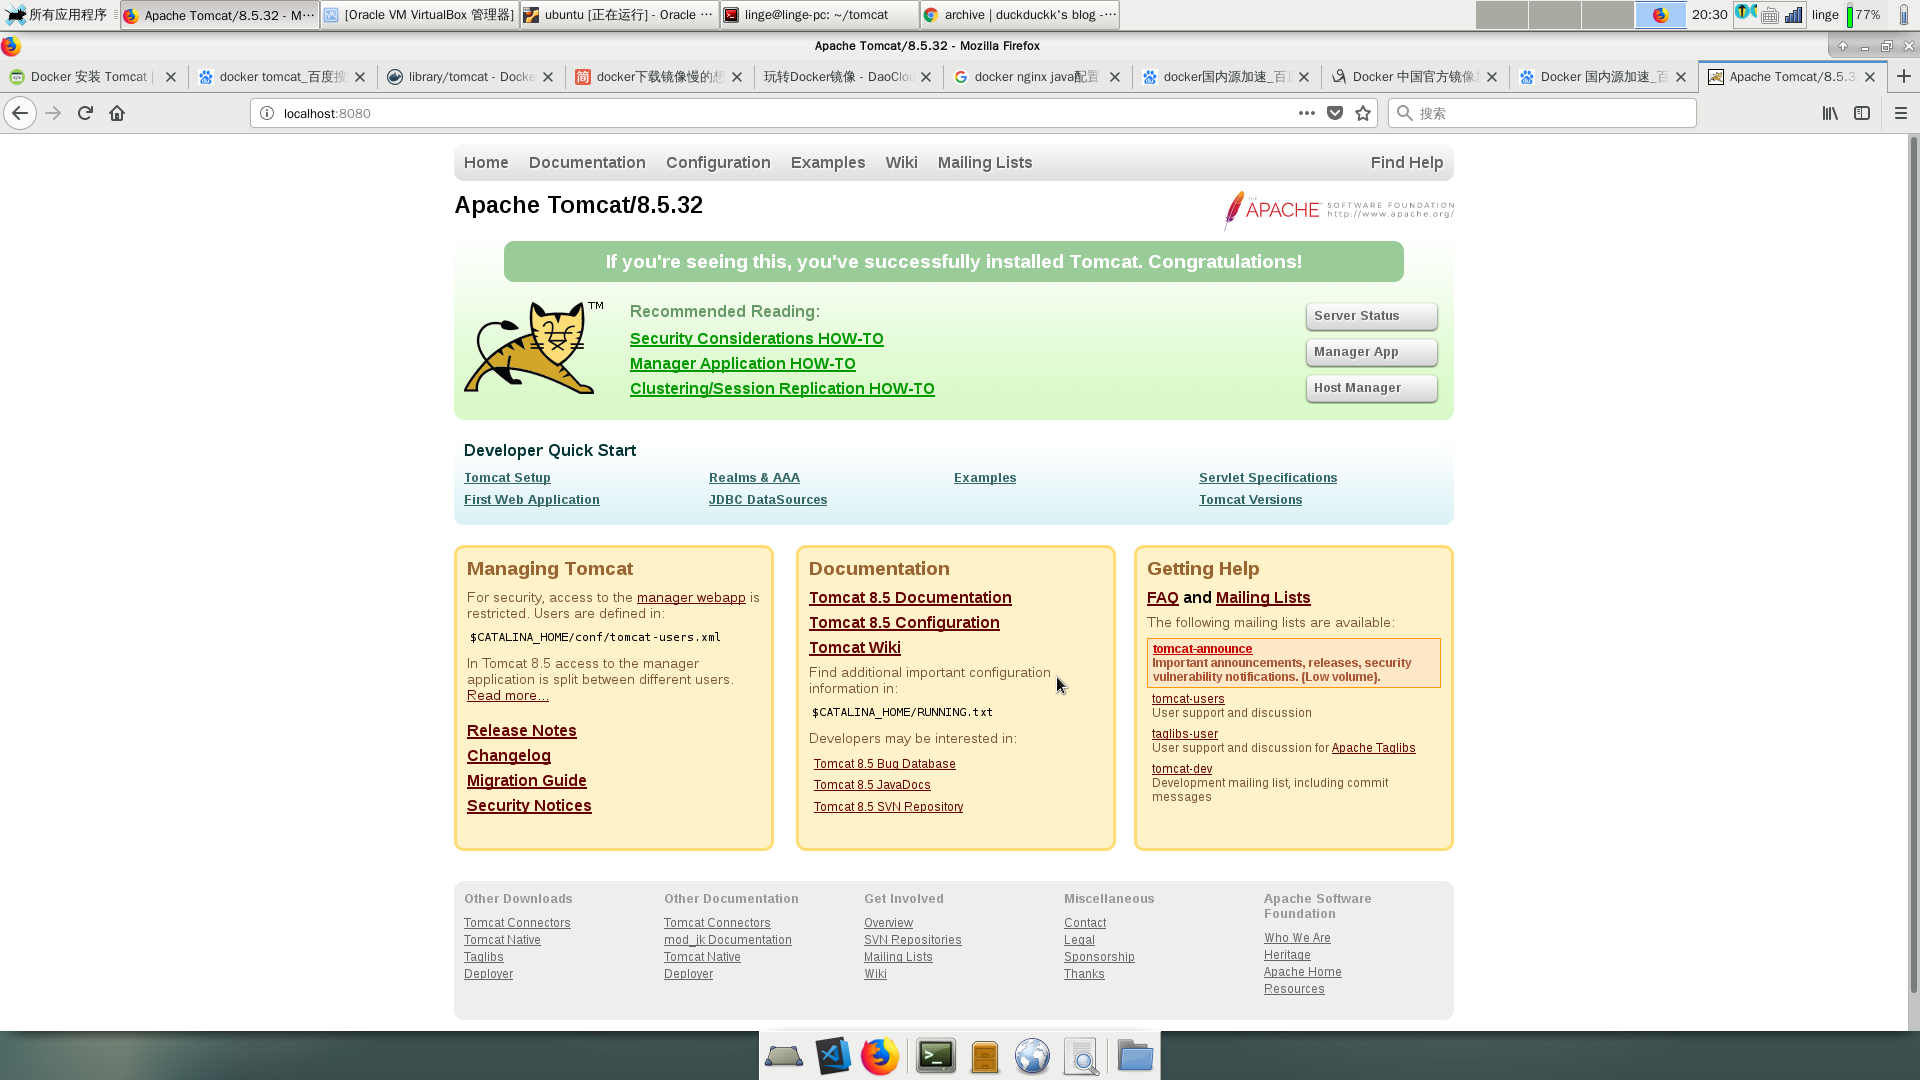 所有应用程序
Apache Tomcat/8.5.32 - M···
[Oracle VM VirtualBox 管理器]
ubuntu [正在运行] - Oracle ···
linge@linge-pc: ~/tomcat
archive | duckduckk's blog -···
20:30
linge
77%
Apache Tomcat/8.5.32 - Mozilla Firefox
Docker 安装 Tomcat |
docker tomcat_百度搜
library/tomcat - Docke
docker下载镜像慢的想
玩转Docker镜像 - DaoClou
docker nginx java配置
docker国内源加速_百
Docker 中国官方镜像加
Docker 国内源加速_百
Apache Tomcat/8.5.3
localhost:8080
搜索
Home
Documentation
Configuration
Examples
Wiki
Mailing Lists
Find Help
Apache Tomcat/8.5.32
THE
APACHE
SOFTWARE FOUNDATION
http://www.apache.org/
If you're seeing this, you've successfully installed Tomcat. Congratulations!
TM
Recommended Reading:
Security Considerations HOW-TO
Manager Application HOW-TO
Clustering/Session Replication HOW-TO
Server Status
Manager App
Host Manager
Developer Quick Start
Tomcat Setup
First Web Application
Realms & AAA
JDBC DataSources
Examples
Servlet Specifications
Tomcat Versions
Managing Tomcat
For security, access to the manager webapp is
restricted. Users are defined in:
$CATALINA_HOME/conf/tomcat-users.xml
In Tomcat 8.5 access to the manager
application is split between different users.
Read more...
Release Notes
Changelog
Migration Guide
Security Notices
Documentation
Tomcat 8.5 Documentation
Tomcat 8.5 Configuration
Tomcat Wiki
Find additional important configuration
information in:
$CATALINA_HOME/RUNNING.txt
Developers may be interested in:
Tomcat 8.5 Bug Database
Tomcat 8.5 JavaDocs
Tomcat 8.5 SVN Repository
Getting Help
FAQ and Mailing Lists
The following mailing lists are available:
tomcat-announce
Important announcements, releases, security
vulnerability notifications. (Low volume).
tomcat-users
User support and discussion
taglibs-user
User support and discussion for Apache Taglibs
tomcat-dev
Development mailing list, including commit
messages
Other Downloads
Tomcat Connectors
Tomcat Native
Taglibs
Deployer
Other Documentation
Tomcat Connectors
mod_jk Documentation
Tomcat Native
Deployer
Get Involved
Overview
SVN Repositories
Mailing Lists
Wiki
Miscellaneous
Contact
Legal
Sponsorship
Thanks
Apache Software
Foundation
Who We Are
Heritage
Apache Home
Resources